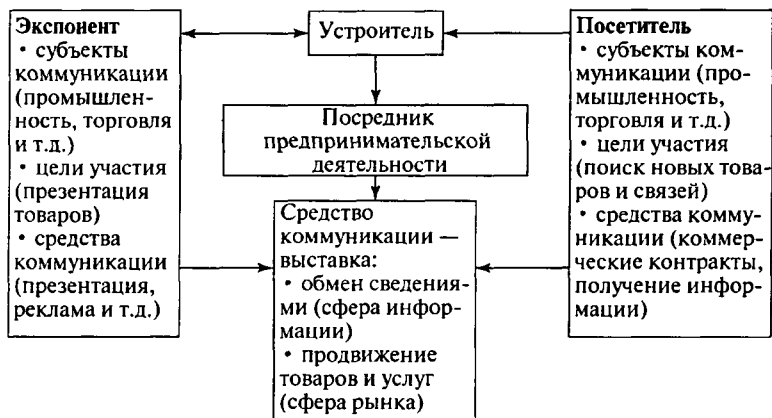 Экспонент
• субъекты
коммуникации
(промышлен-
ность, торговля
и т.д.)
• цели участия
(презентация
товаров)
• средства
коммуникации
(презентация,
реклама и т.д.)
Устроитель
Посредник
предпринимательской
деятельности
Средство
коммуникации —
выставка:
• обмен сведения-
ми (сфера инфор-
мации)
• продвижение
товаров и услуг
(сфера рынка)
Посетитель
• субъекты ком-
муникации (про-
мышленность,
торговля и т.д.)
• цели участия
(поиск новых това-
ров и связей)
• средства комму-
никации (коммер-
ческие контракты,
получение инфор-
мации)